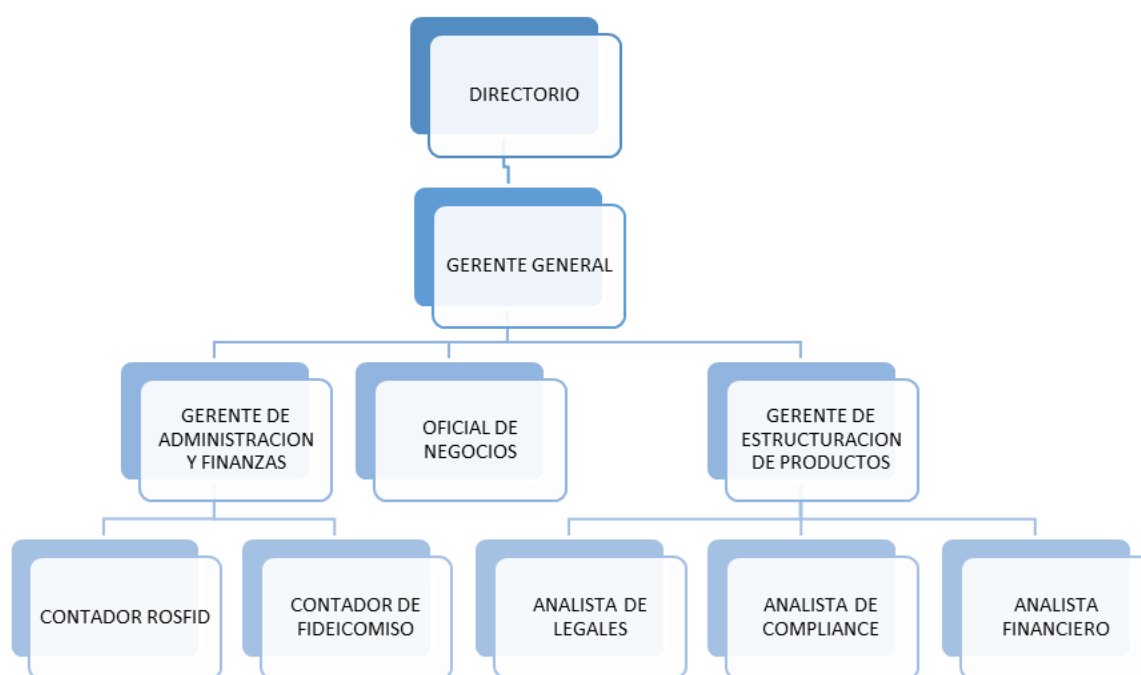 DIRECTORIO
GERENTE GENERAL
GERENTE DE
ADMINISTRACION
Y FINANZAS
OFICIAL DE
NEGOCIOS
GERENTE DE
ESTRUCTURACION
DE PRODUCTOS
CONTADOR ROSFID
CONTADOR DE
FIDEICOMISO
ANALISTA DE
LEGALES
ANALISTA DE
COMPLIANCE
ANALISTA
FINANCIERO